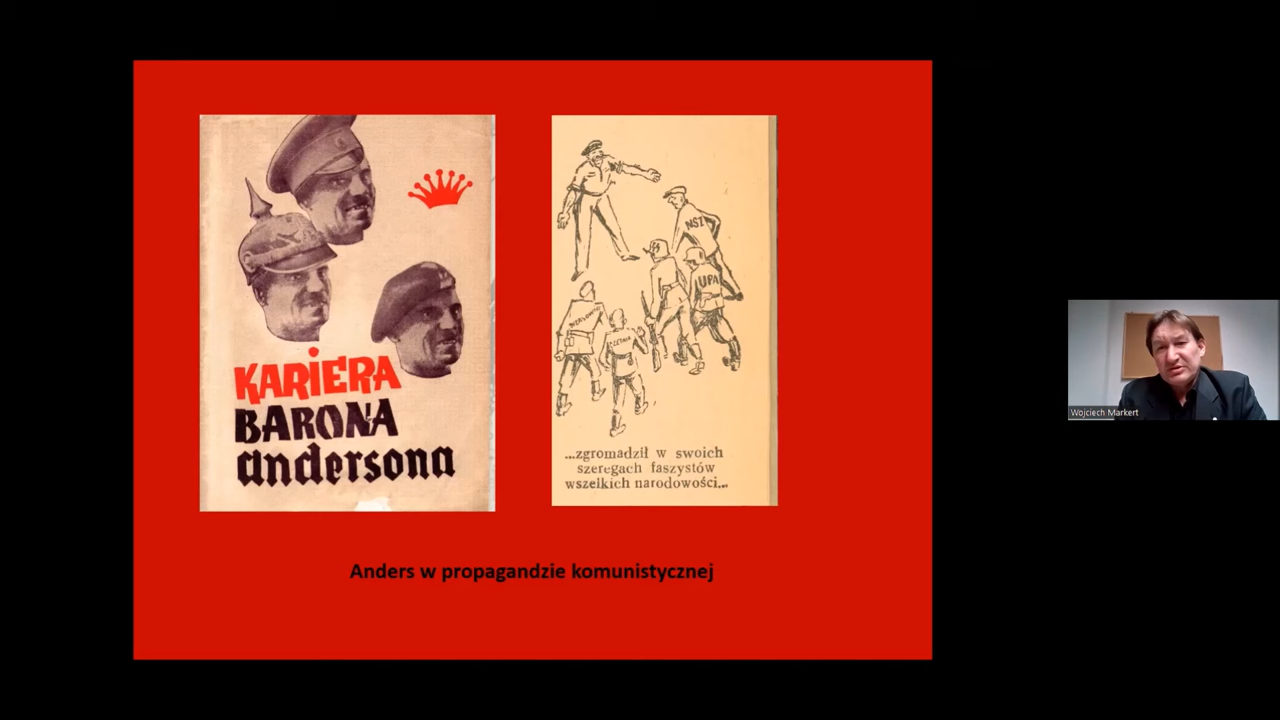 KARiERA
BARONA
andersona
NSZ
UPA
...zgromadził w swoich
szeregach faszystów
wszelkich narodowości...
Anders w propagandzie komunistycznej
Wojciech Markert